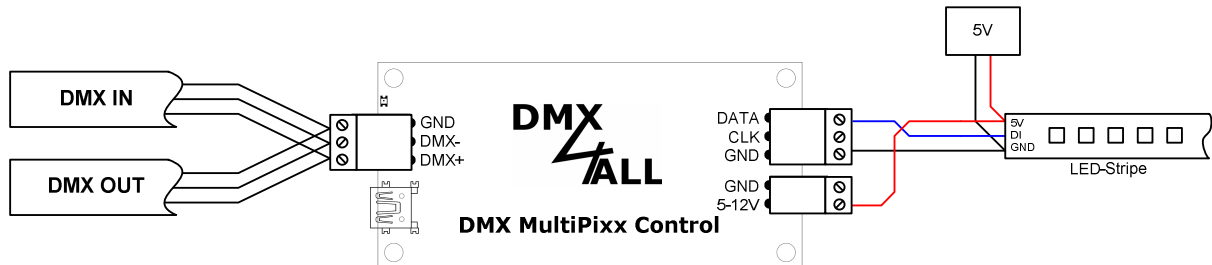 5V
DMX IN
DMX OUT
GND
DMX-
DMX+
DMX
4
ALL
DMX MultiPixx Control
DATA
CLK
GND
GND
5-12V
5V
DI
GND
LED-Stripe